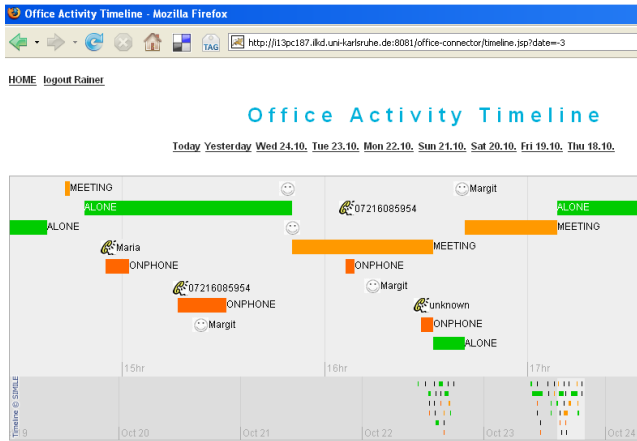 Office Activity Timeline - Mozilla Firefox
TAG http://i13pc187.ilkd.uni-karlsruhe.de:8081/office-connector/timeline.jsp?date=-3
HOME logout Rainer
Office Activity Timeline
Today Yesterday Wed 24.10. Tue 23.10. Mon 22.10. Sun 21.10. Sat 20.10. Fri 19.10. Thu 18.10.
MEETING Margit
ALONE 07216085954 ALONE
ALONE MEETING
Maria MEETING
ONPHONE ONPHONE
07216085954 Margit
ONPHONE unknown
Margit ONPHONE
ALONE
15hr 16hr 17hr
Timeline © SIMILE
9 Oct 20 Oct 21 Oct 22 Oct 23 Oct 24